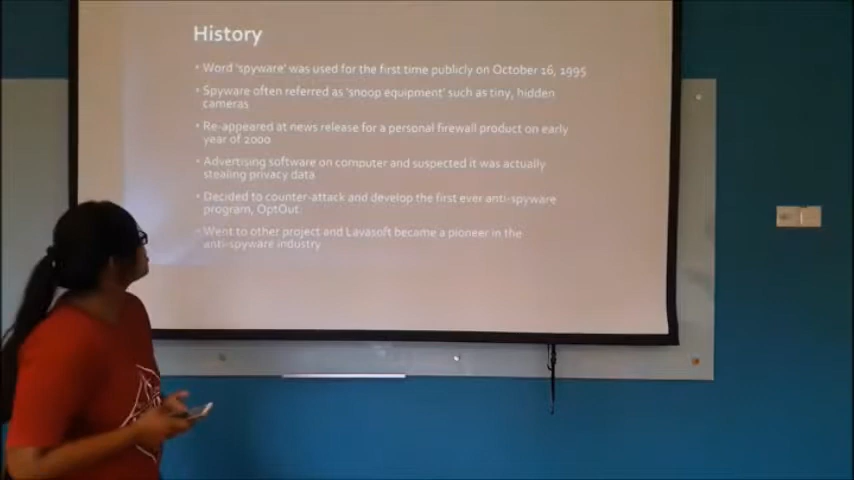 History
• Word 'spyware' was used for the first time publicly on October 16, 1995
• Spyware often referred as 'snoop equipment' such as tiny, hidden
cameras
• Re-appeared at news release for a personal firewall product on early
year of 2000
• Advertising software on computer and suspected it was actually
stealing privacy data
• Decided to counter-attack and develop the first ever anti-spyware
program, OptOut
• Went to other project and Lavasoft became a pioneer in the
anti-spyware industry